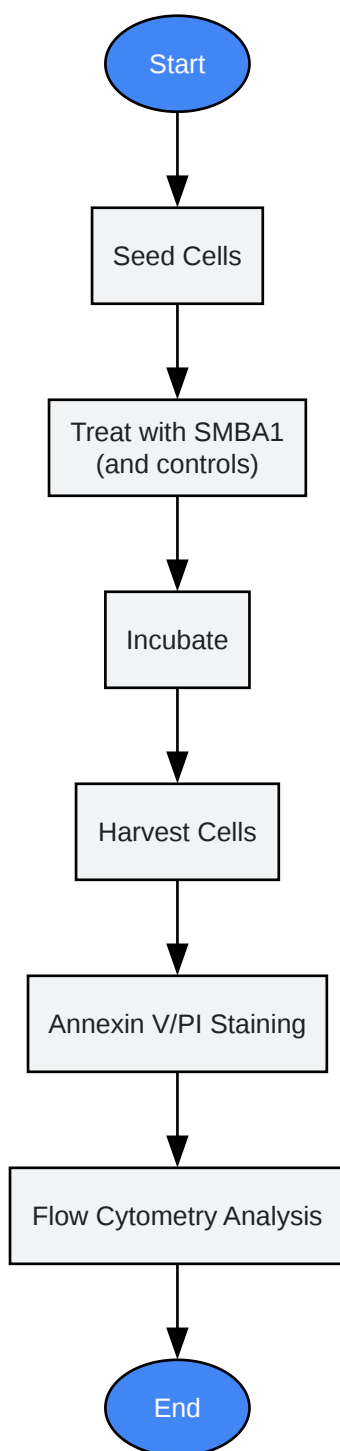 Start
Seed Cells
Treat with SMBA1
(and controls)
Incubate
Harvest Cells
Annexin V/PI Staining
Flow Cytometry Analysis
End